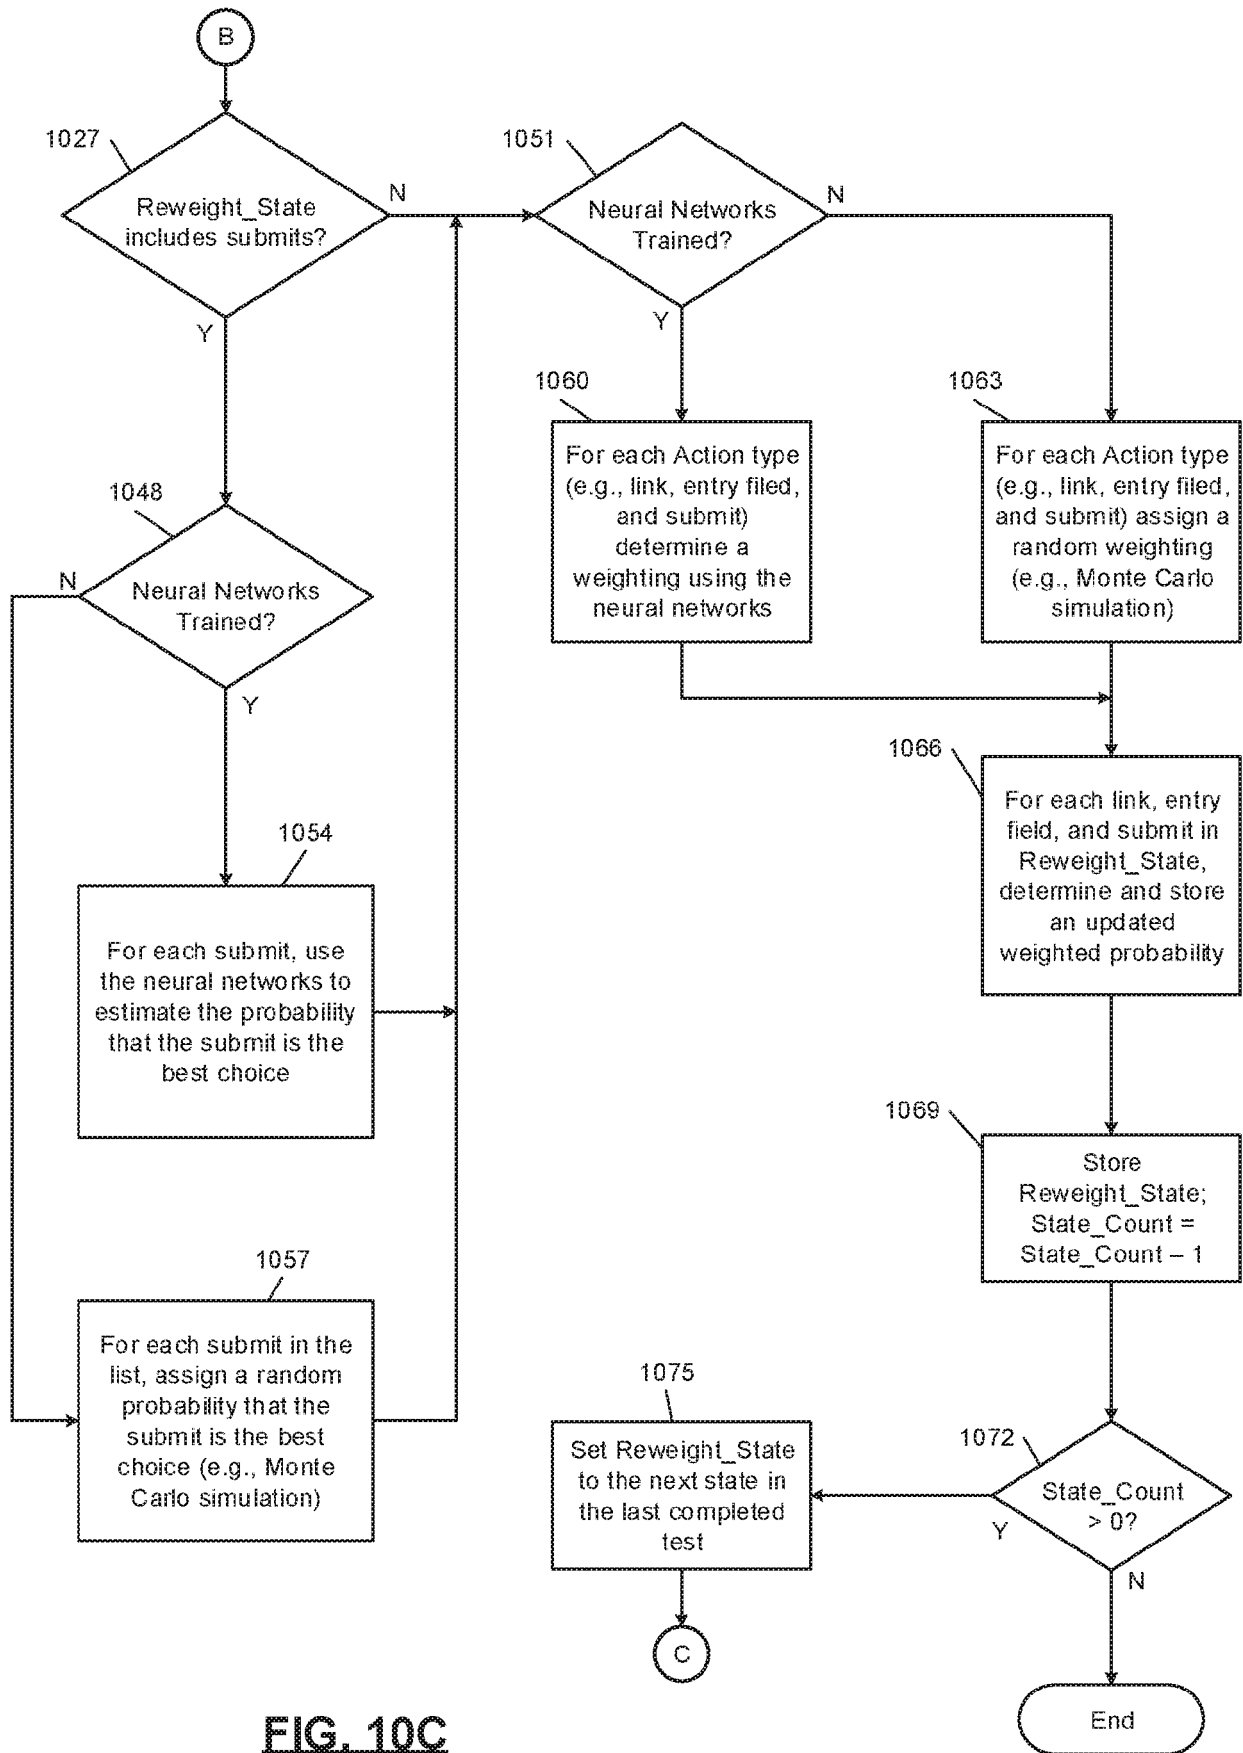 B
1027
Reweight_State
includes submits?
N
Y
1051
Neural Networks
Trained?
N
Y
1048
Neural Networks
Trained?
N
Y
1054
For each submit, use
the neural networks to
estimate the probability
that the submit is the
best choice
1057
For each submit in the
list, assign a random
probability that the
submit is the best
choice (e.g., Monte
Carlo simulation)
1060
For each Action type
(e.g., link, entry filed,
and submit)
determine a
weighting using the
neural networks
1063
For each Action type
(e.g., link, entry filed,
and submit) assign a
random weighting
(e.g., Monte Carlo
simulation)
1066
For each link, entry
field, and submit in
Reweight_State,
determine and store
an updated
weighted probability
1069
Store
Reweight_State;
State_Count =
State_Count – 1
1072
State_Count
> 0?
Y
N
1075
Set Reweight_State
to the next state in
the last completed
test
C
End
FIG. 10C